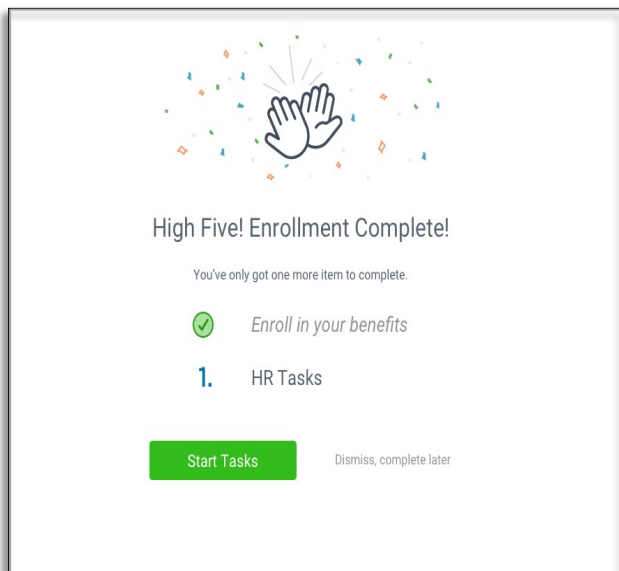 High Five! Enrollment Complete!
You've only got one more item to complete.
Enroll in your benefits
1. HR Tasks
Start Tasks Dismiss, complete later